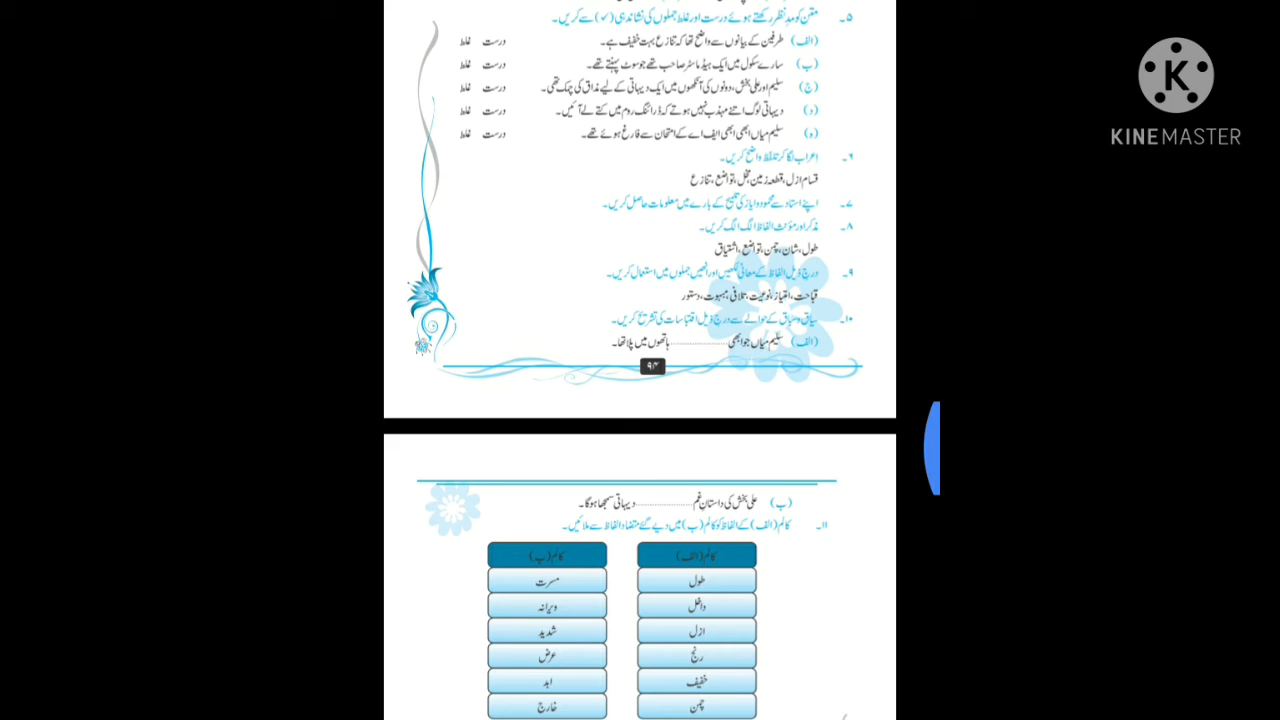 ۵۔ متن کو مدِ نظر رکھتے ہوئے درست اور غلط جملوں کی نشاندہی (✓) سے کریں۔
(الف) طرفین کے بیانوں سے واضح تھا کہ تنازع بہت خفیف ہے۔ درست غلط
(ب) سارے سکول میں ایک ہیڈ ماسٹر صاحب تھے جو سوٹ پہنتے تھے۔ درست غلط
(ج) سلیم اور علی بخش، دونوں کی آنکھوں میں ایک دیہاتی کے لیے مذاق کی چمک تھی۔ درست غلط
(د) دیہاتی لوگ اتنے مہذب نہیں ہوتے کہ ڈرائنگ روم میں کتے لے آئیں۔ درست غلط
(ہ) سلیم میاں ابھی ابھی ایف اے کے امتحان سے فارغ ہوئے تھے۔ درست غلط
۶۔ اعراب لگا کر تلفظ واضح کریں۔
قسام ازل، قطعہ زمین، مخل، تواضع، تنازع
۷۔ اپنے استاد سے محمود و ایاز کی تلمیح کے بارے میں معلومات حاصل کریں۔
۸۔ مذکر اور مؤنث الفاظ الگ الگ کریں۔
طول، شان، چمن، تواضع، اشتیاق
۹۔ درج ذیل الفاظ کے معانی لکھیں اور انھیں جملوں میں استعمال کریں۔
قباحت، امتیاز، نوعیت، تلافی، مبہوت، دستور
۱۰۔ سیاق و سباق کے حوالے سے درج ذیل اقتباسات کی تشریح کریں۔
(الف) سلیم میاں جو ابھی .................... ہاتھوں میں پلا تھا۔
۹۴
(ب) علی بخش کی داستانِ غم .................... دیہاتی سمجھا ہوگا۔
۱۱۔ کالم (الف) کے الفاظ کو کالم (ب) میں دیے گئے متضاد الفاظ سے ملائیں۔
کالم (الف) کالم (ب)
طول مسرت
داخل ویرانہ
ازل شدید
رنج عرض
خفیف ابد
چمن خارج
KINEMASTER